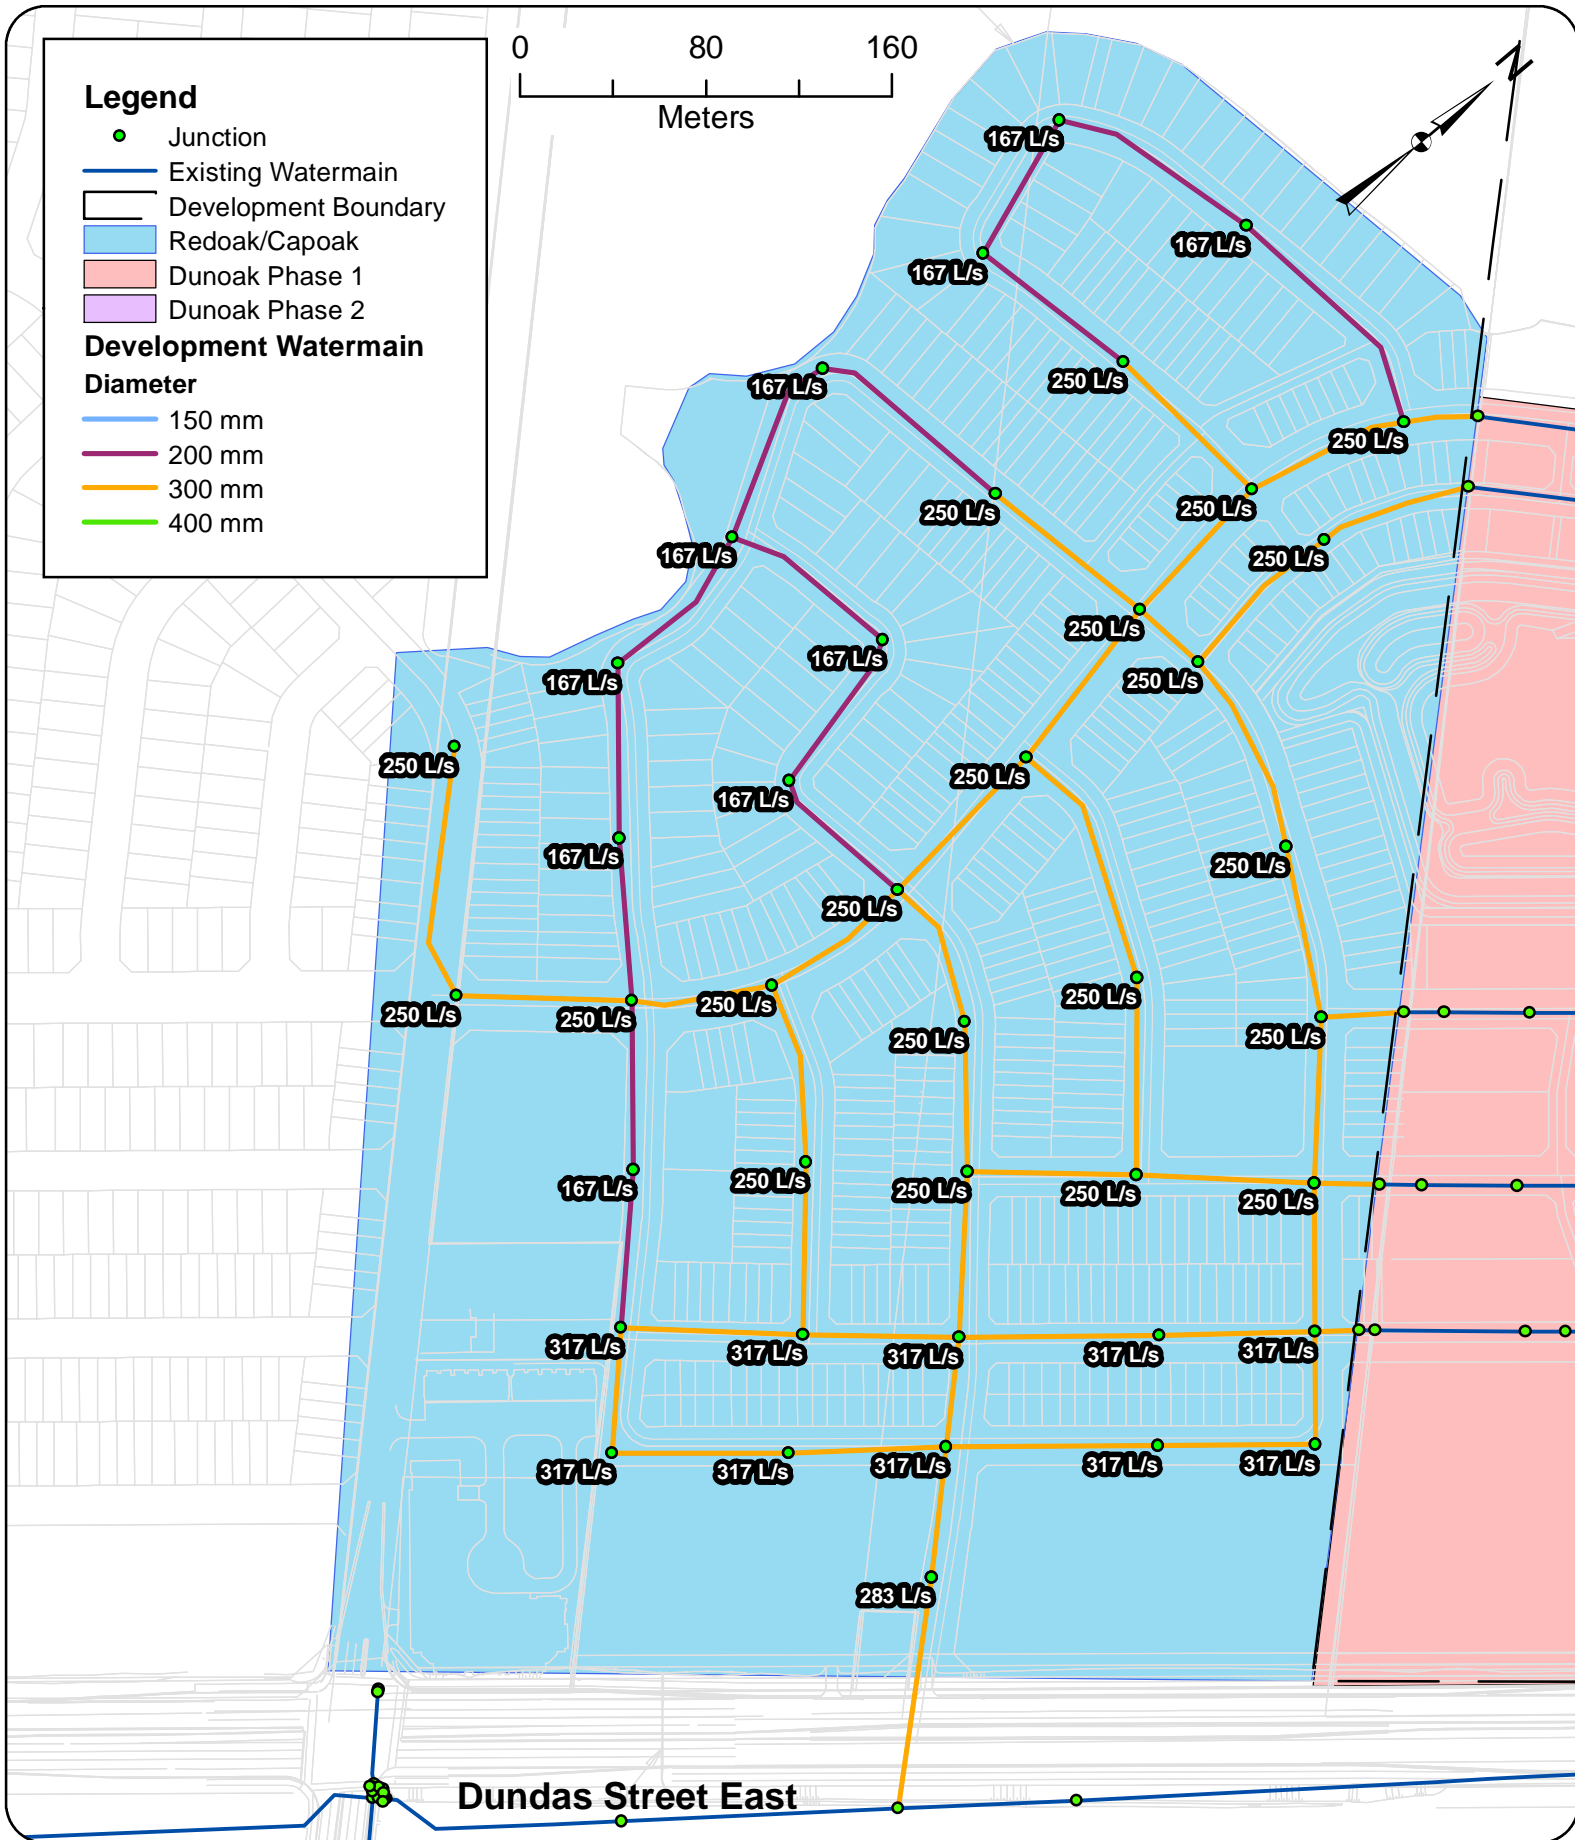 0 80 160
Meters
N
Legend
Junction
Existing Watermain
Development Boundary
Redoak/Capoak
Dunoak Phase 1
Dunoak Phase 2
Development Watermain
Diameter
150 mm
200 mm
300 mm
400 mm
167 L/s
167 L/s
167 L/s
250 L/s
167 L/s
250 L/s
250 L/s
250 L/s
167 L/s
250 L/s
250 L/s
167 L/s
250 L/s
167 L/s
250 L/s
250 L/s
167 L/s
167 L/s
250 L/s
250 L/s
250 L/s
250 L/s
250 L/s
250 L/s
250 L/s
250 L/s
250 L/s
167 L/s
250 L/s
250 L/s
250 L/s
250 L/s
317 L/s
317 L/s
317 L/s
317 L/s
317 L/s
317 L/s
317 L/s
317 L/s
317 L/s
317 L/s
283 L/s
Dundas Street East